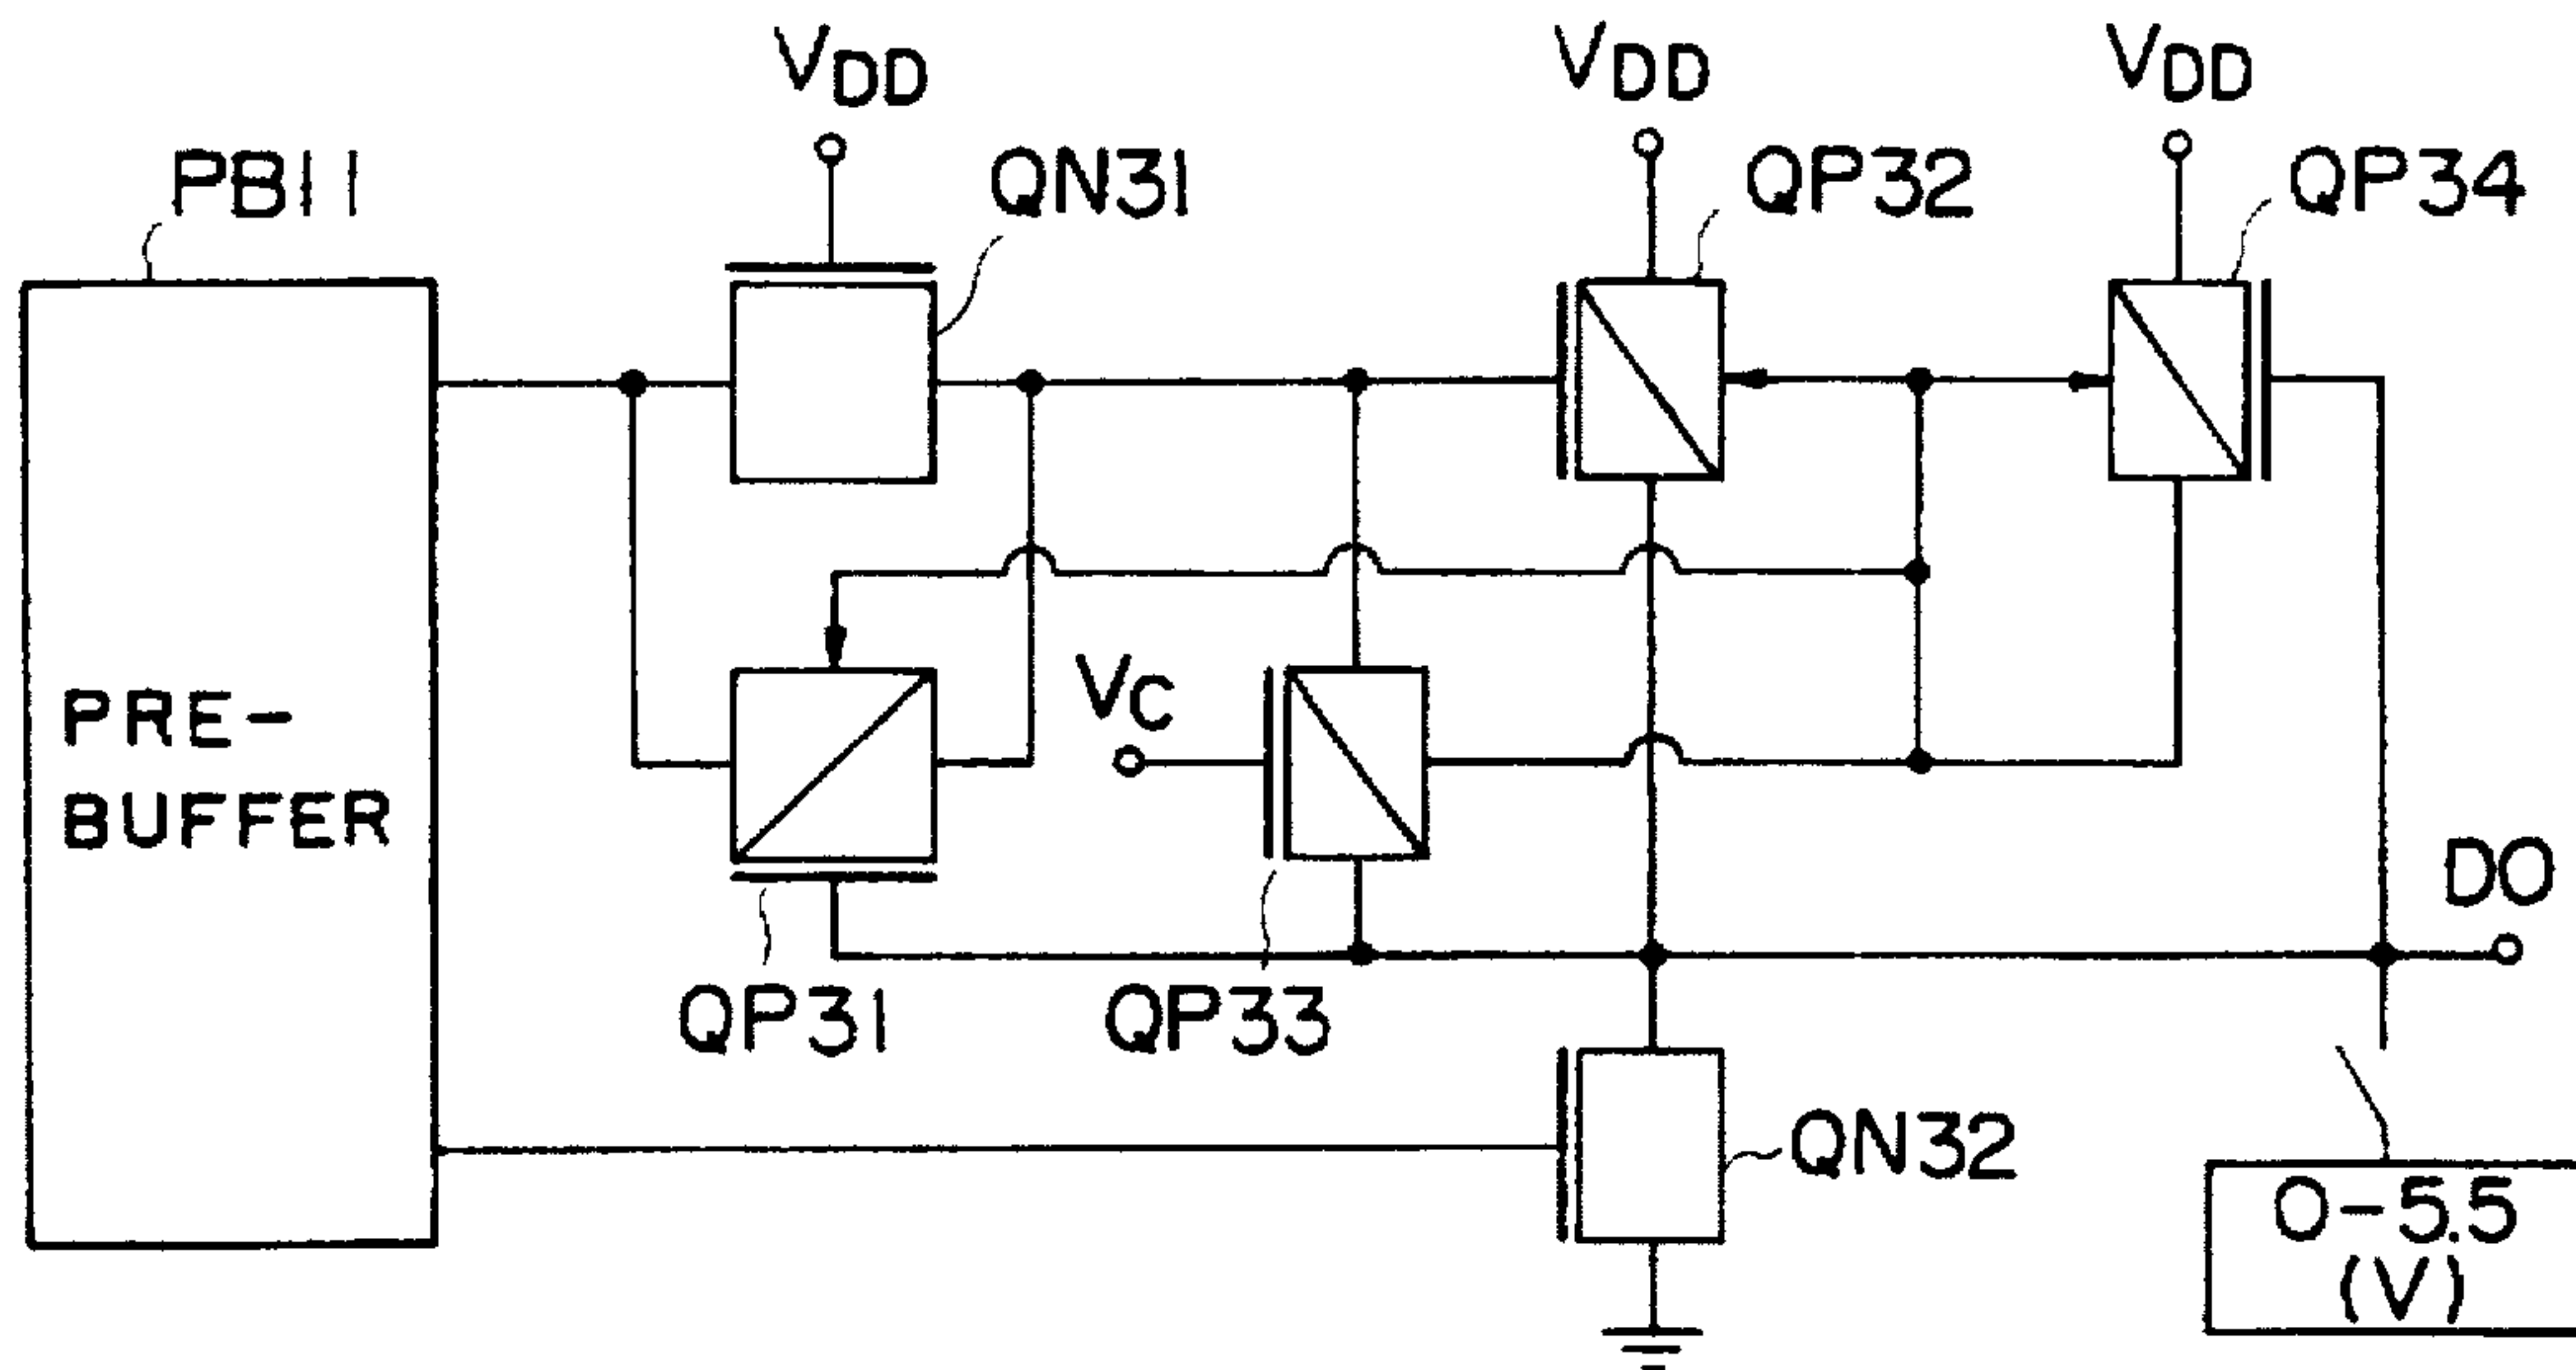 VDD
VDD
VDD
PB11
QN31
QP32
QP34
VC
PRE-
BUFFER
DO
QP31
QP33
QN32
0-5.5
(V)